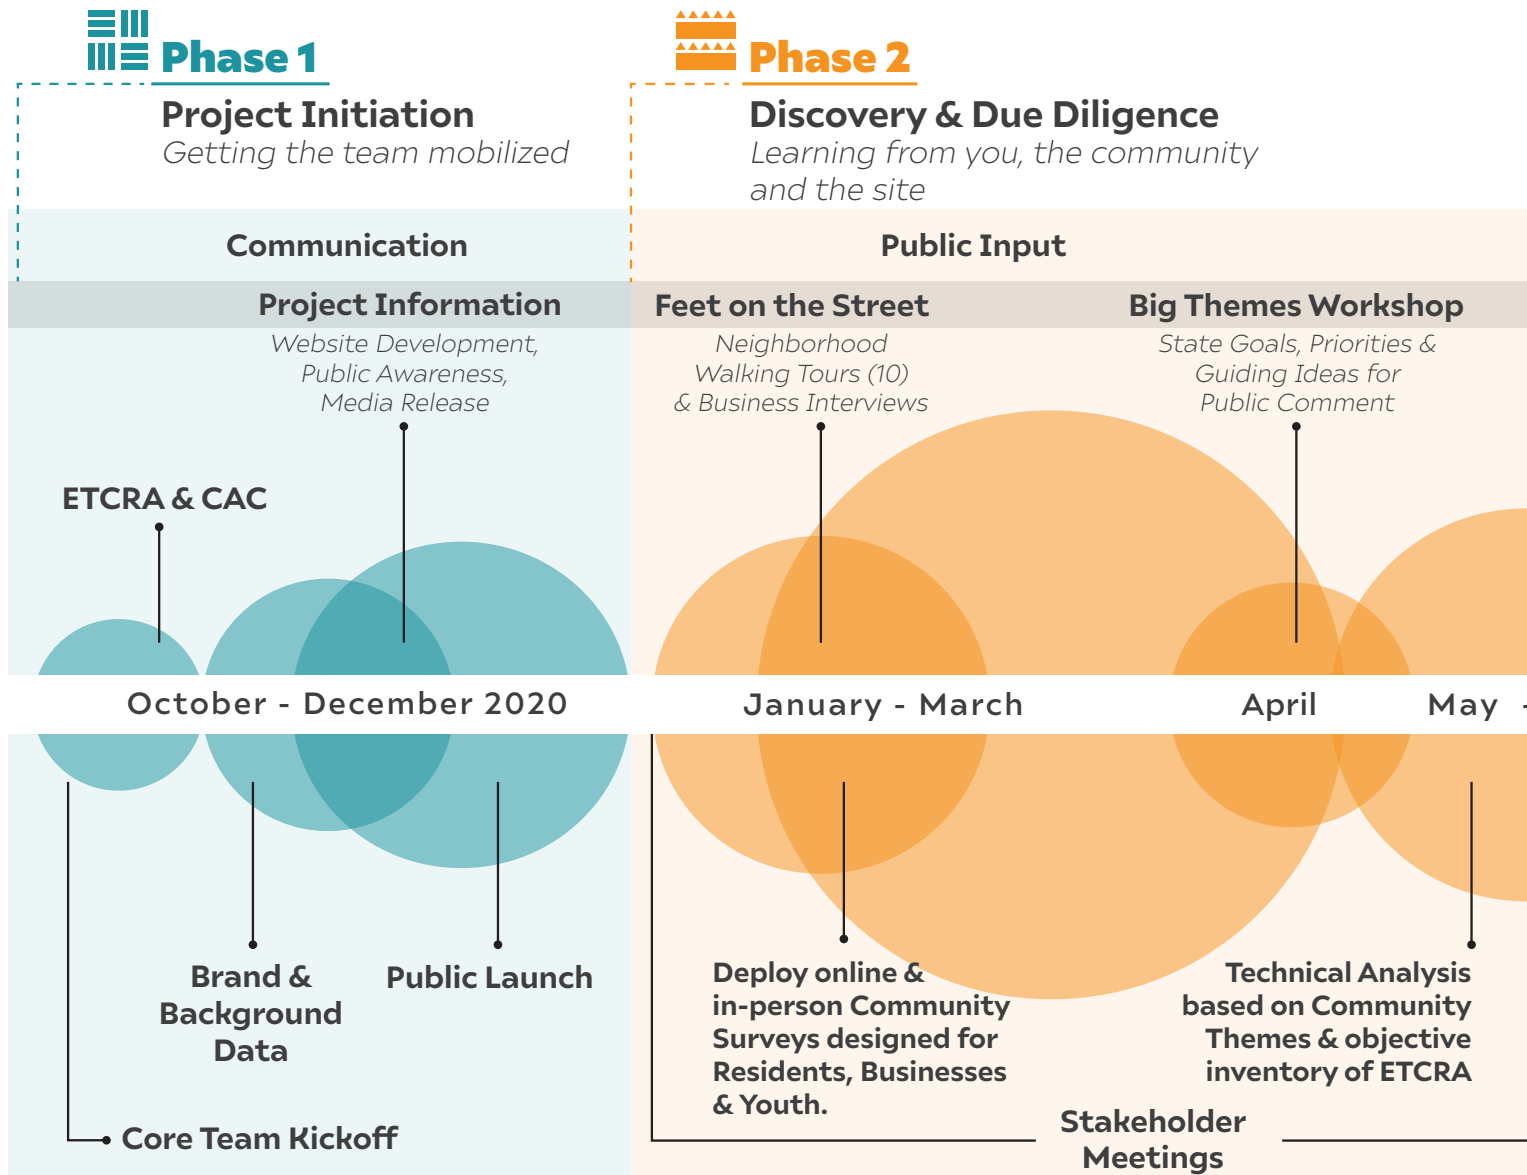 Phase 1
Project Initiation
Getting the team mobilized
Phase 2
Discovery & Due Diligence
Learning from you, the community
and the site
Communication
Public Input
Project Information
Website Development,
Public Awareness,
Media Release
Feet on the Street
Neighborhood
Walking Tours (10)
& Business Interviews
Big Themes Workshop
State Goals, Priorities &
Guiding Ideas for
Public Comment
ETCRA & CAC
October - December 2020
January - March
April
May -
Brand &
Background
Data
Public Launch
Core Team Kickoff
Deploy online &
in-person Community
Surveys designed for
Residents, Businesses
& Youth.
Technical Analysis
based on Community
Themes & objective
inventory of ETCRA
Stakeholder
Meetings